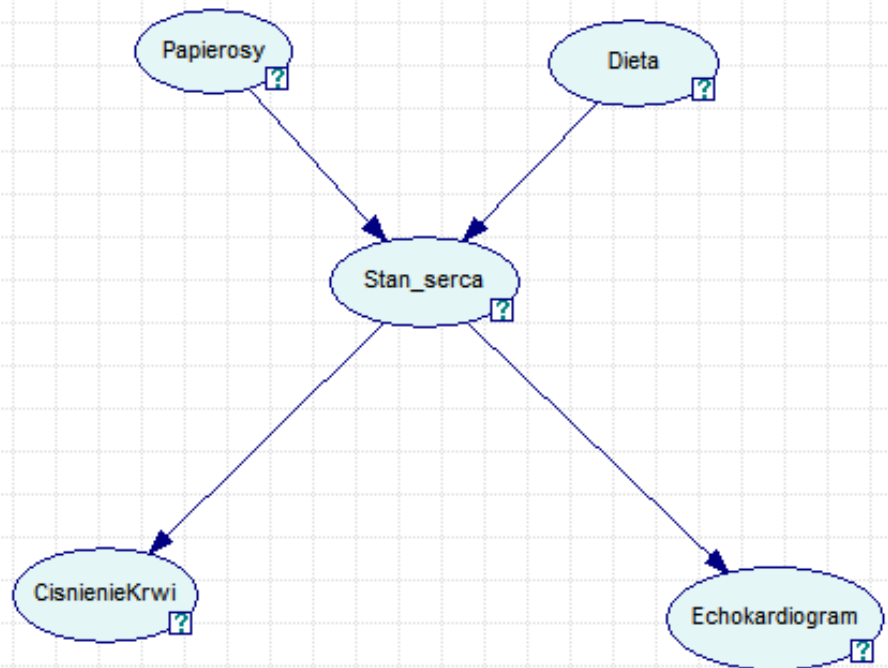 Papierosy
?
Dieta
?
Stan_serca
?
CisnienieKrwi
?
Echokardiogram
?